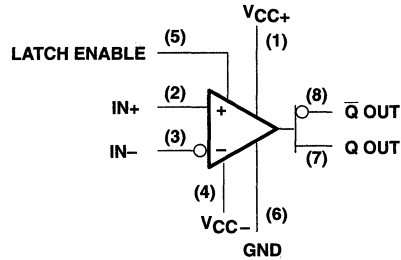 VCC+
(5)
(1)
LATCH ENABLE
(2)
IN+
+
(8)
Q̅ OUT
(3)
IN–
–
Q OUT
(7)
(4)
VCC–
(6)
GND